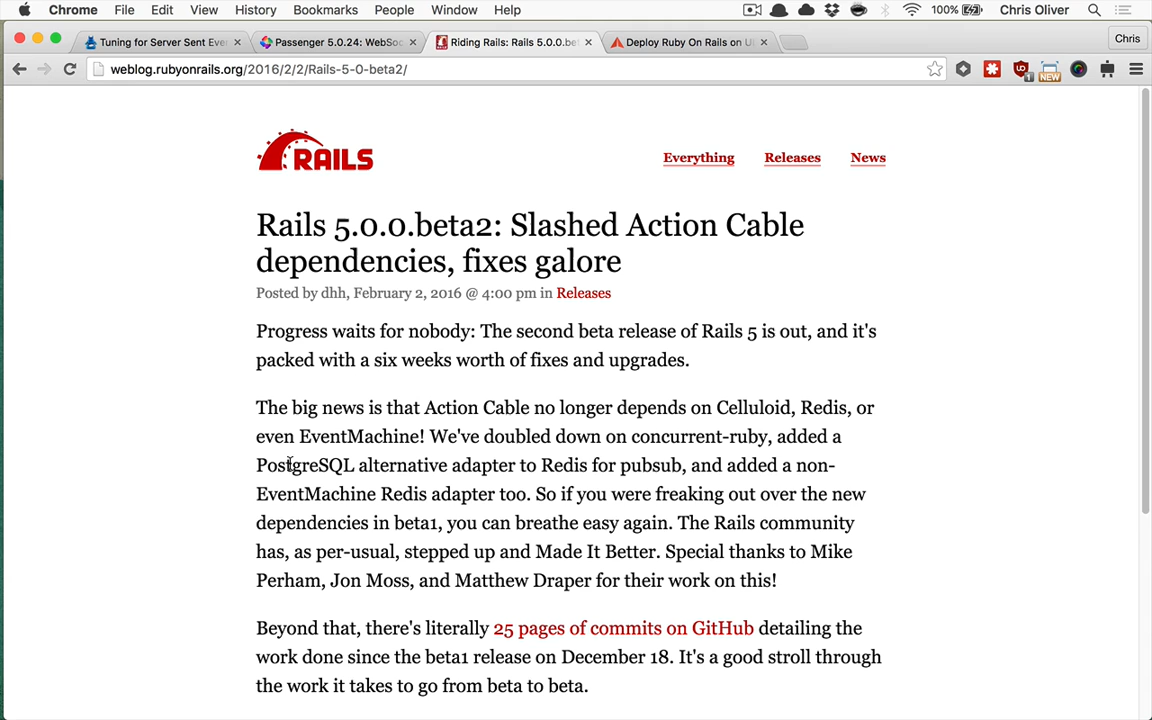 Chrome File Edit View History Bookmarks People Window Help 100% Chris Oliver
Tuning for Server Sent Ever Passenger 5.0.24: WebSoc Riding Rails: Rails 5.0.0.be Deploy Ruby On Rails on U Chris
weblog.rubyonrails.org/2016/2/2/Rails-5-0-beta2/
UD 1 NEW
RAILS Everything Releases News
Rails 5.0.0.beta2: Slashed Action Cable
dependencies, fixes galore
Posted by dhh, February 2, 2016 @ 4:00 pm in Releases
Progress waits for nobody: The second beta release of Rails 5 is out, and it's
packed with a six weeks worth of fixes and upgrades.
The big news is that Action Cable no longer depends on Celluloid, Redis, or
even EventMachine! We've doubled down on concurrent-ruby, added a
PostgreSQL alternative adapter to Redis for pubsub, and added a non-
EventMachine Redis adapter too. So if you were freaking out over the new
dependencies in beta1, you can breathe easy again. The Rails community
has, as per-usual, stepped up and Made It Better. Special thanks to Mike
Perham, Jon Moss, and Matthew Draper for their work on this!
Beyond that, there's literally 25 pages of commits on GitHub detailing the
work done since the beta1 release on December 18. It's a good stroll through
the work it takes to go from beta to beta.